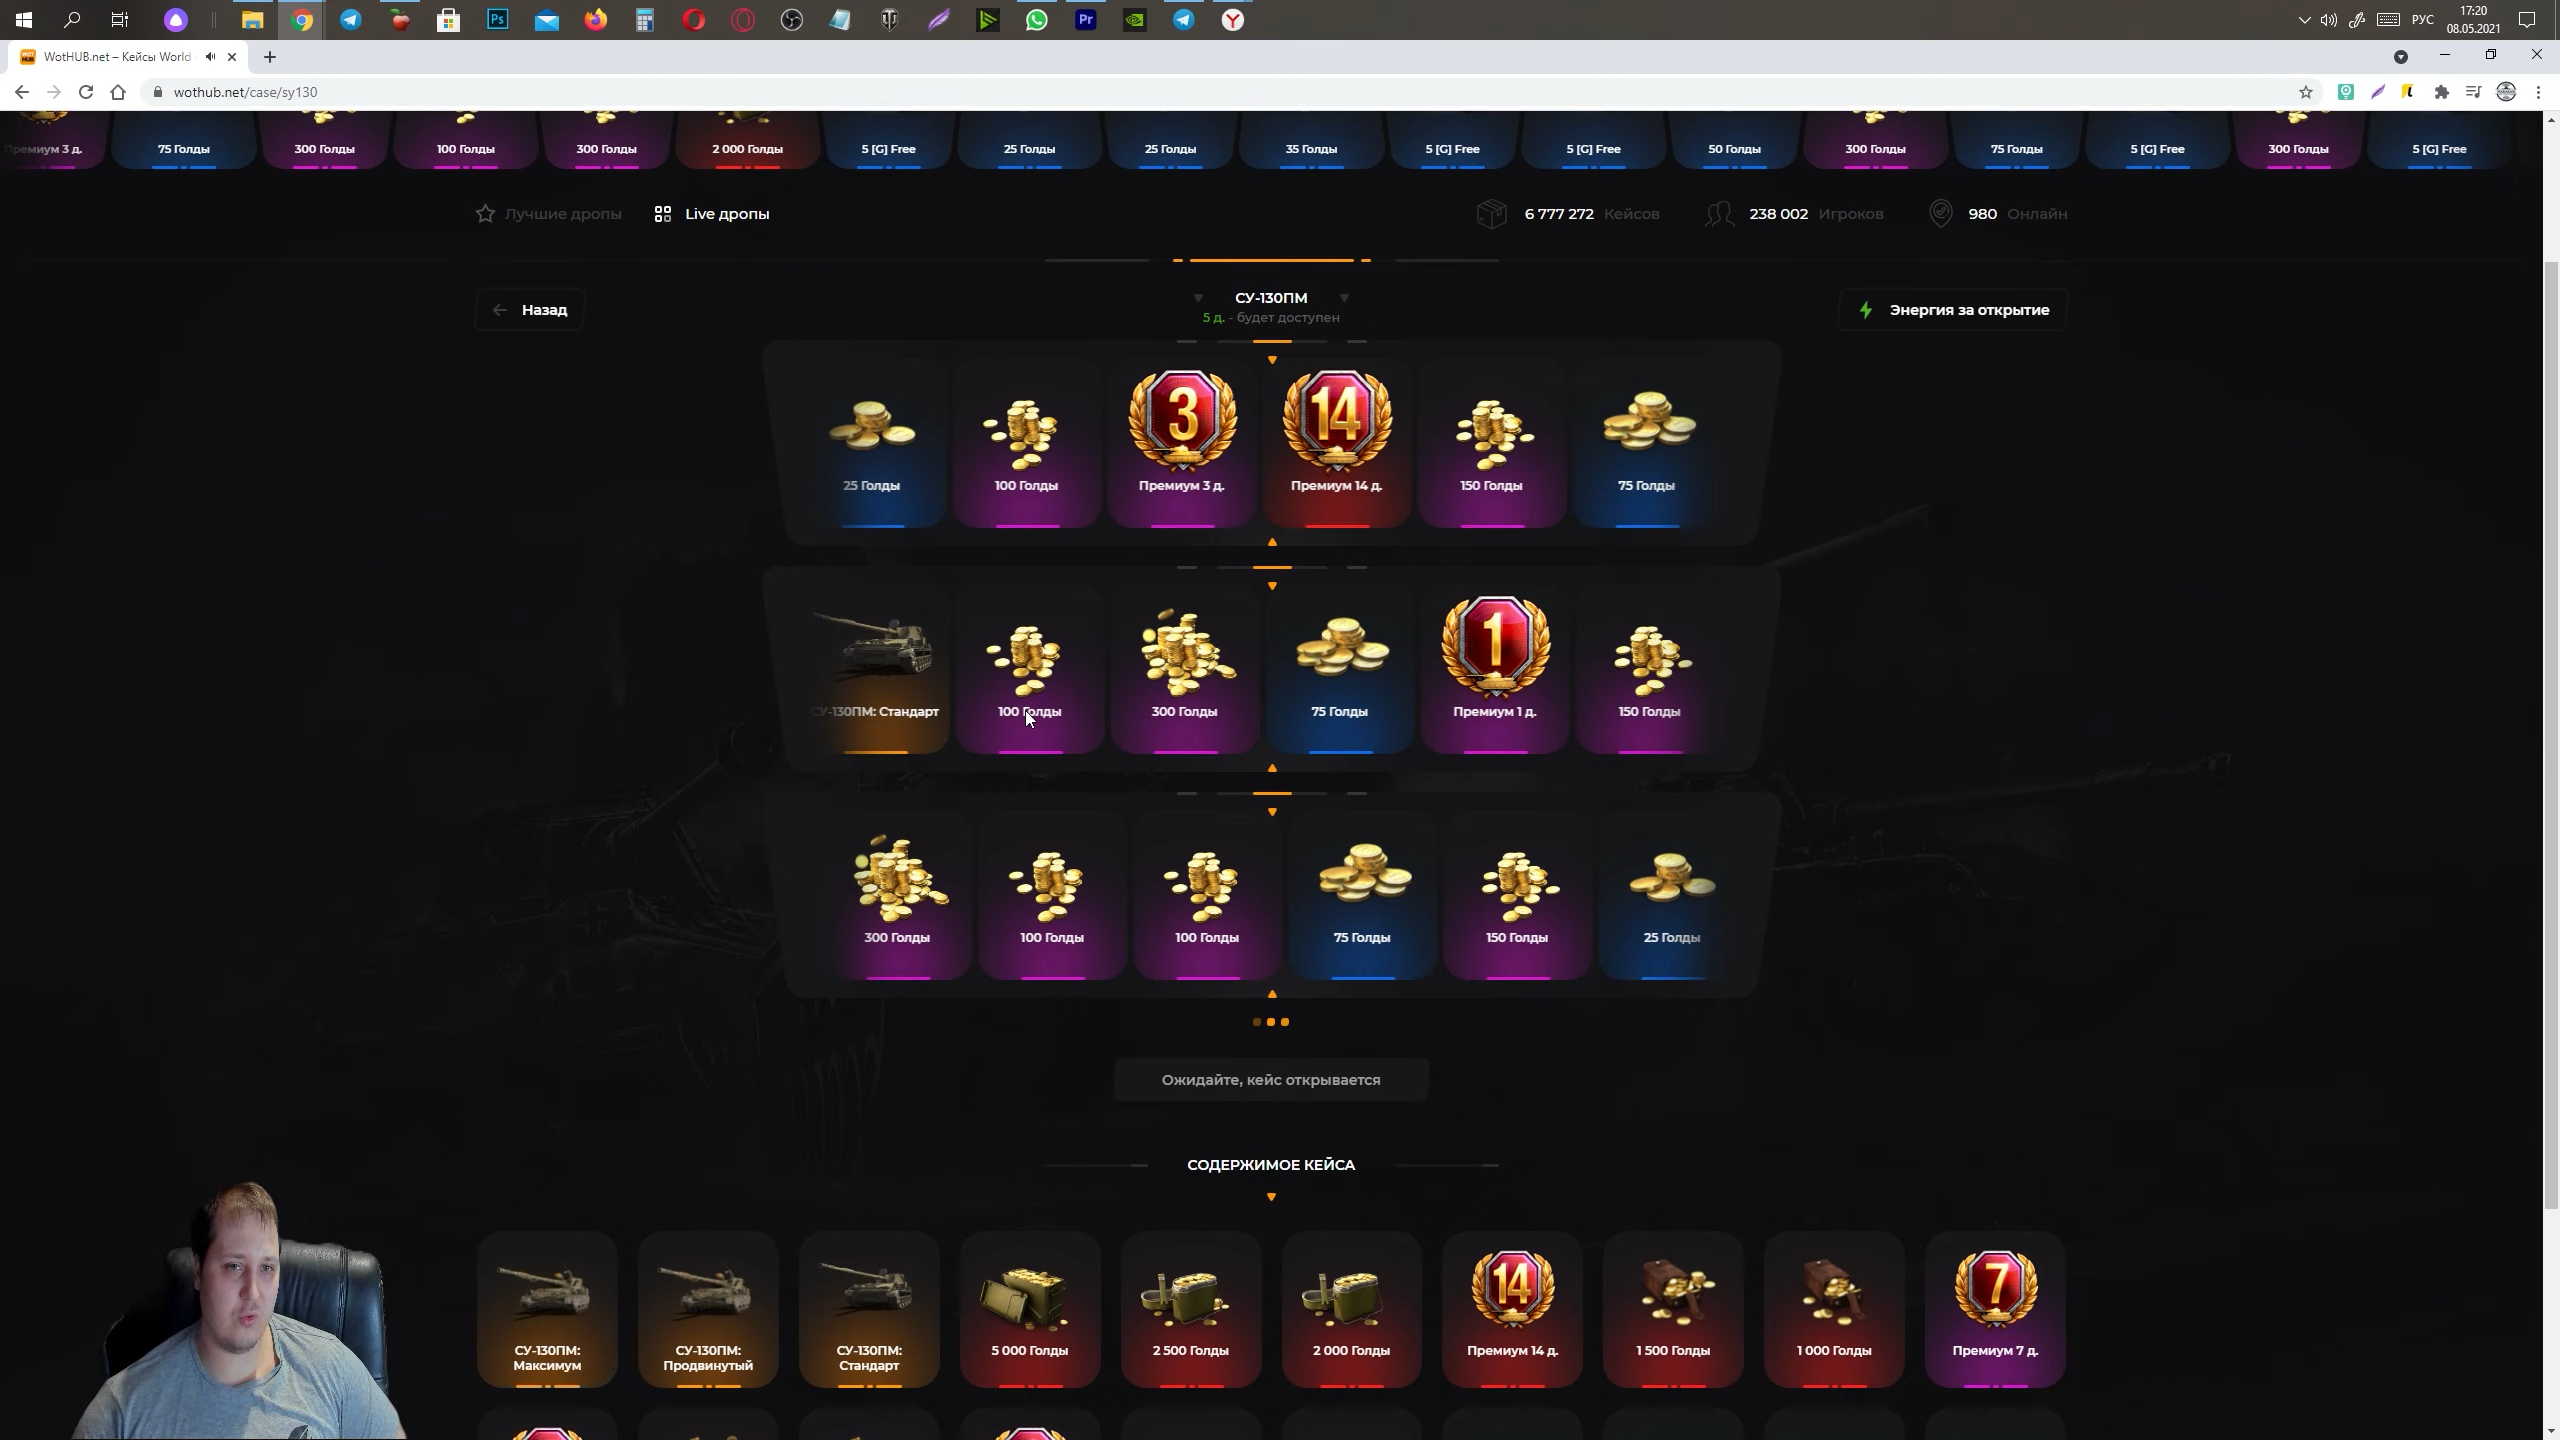 17:20
РУС
08.05.2021
WotHUB.net – Кейсы World
wothub.net/case/sy130
Премиум 3 д.
75 Голды
300 Голды
100 Голды
300 Голды
2 000 Голды
5 [G] Free
25 Голды
25 Голды
35 Голды
5 [G] Free
5 [G] Free
50 Голды
300 Голды
75 Голды
5 [G] Free
300 Голды
5 [G] Free
Лучшие дропы
Live дропы
6 777 272 Кейсов
238 002 Игроков
980 Онлайн
Назад
СУ-130ПМ
5 д. - будет доступен
Энергия за открытие
3
14
25 Голды
100 Голды
Премиум 3 д.
Премиум 14 д.
150 Голды
75 Голды
1
СУ-130ПМ: Стандарт
100 Голды
300 Голды
75 Голды
Премиум 1 д.
150 Голды
300 Голды
100 Голды
100 Голды
75 Голды
150 Голды
25 Голды
Ожидайте, кейс открывается
СОДЕРЖИМОЕ КЕЙСА
14
7
СУ-130ПМ:
Максимум
СУ-130ПМ:
Продвинутый
СУ-130ПМ:
Стандарт
5 000 Голды
2 500 Голды
2 000 Голды
Премиум 14 д.
1 500 Голды
1 000 Голды
Премиум 7 д.